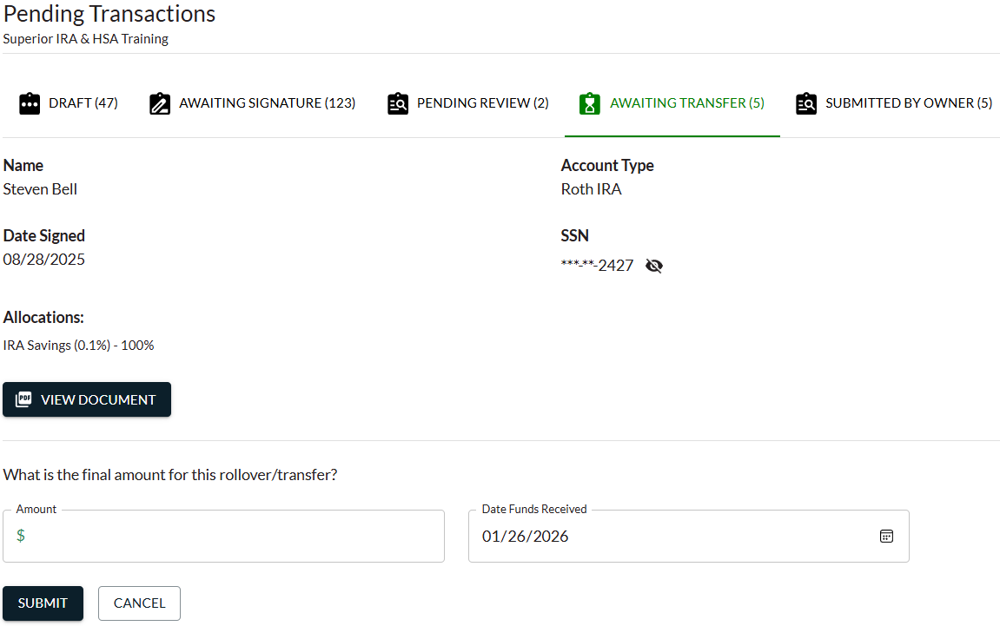 Pending Transactions
Superior IRA & HSA Training
DRAFT (47) AWAITING SIGNATURE (123) PENDING REVIEW (2) AWAITING TRANSFER (5) SUBMITTED BY OWNER (5)
Name Account Type
Steven Bell Roth IRA
Date Signed SSN
08/28/2025 ***-**-2427
Allocations:
IRA Savings (0.1%) - 100%
PDF VIEW DOCUMENT
What is the final amount for this rollover/transfer?
Amount Date Funds Received
$ 01/26/2026
SUBMIT CANCEL